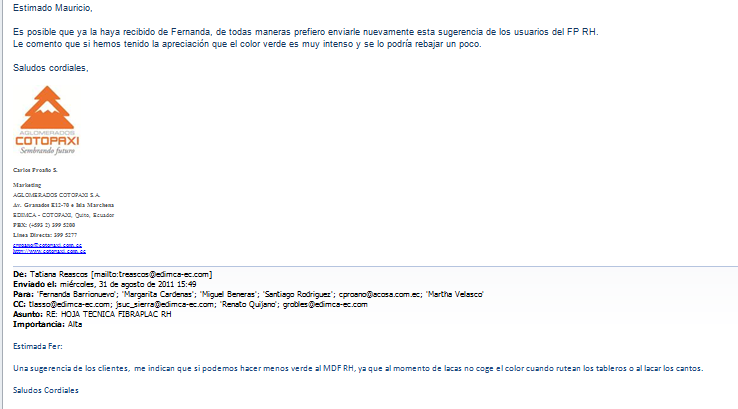 Estimado Mauricio,
Es posible que ya la haya recibido de Fernanda, de todas maneras prefiero enviarle nuevamente esta sugerencia de los usuarios del FP RH.
Le comento que si hemos tenido la apreciación que el color verde es muy intenso y se lo podría rebajar un poco.
Saludos cordiales,
AGLOMERADOS
COTOPAXI
Sembrando futuro
Carlos Proaño S.
Marketing
AGLOMERADOS COTOPAXI S.A.
Av. Granados E12-70 e Isla Marchena
EDIMCA - COTOPAXI, Quito, Ecuador
PBX: (+593 2) 399 5200
Línea Directa: 399 5277
cproano@cotopaxi.com.ec
http://www.cotopaxi.com.ec
De: Tatiana Reascos [mailto:treascos@edimca-ec.com]
Enviado el: miércoles, 31 de agosto de 2011 15:49
Para: 'Fernanda Barrionuevo'; 'Margarita Cardenas'; 'Miguel Beneras'; 'Santiago Rodriguez'; cproano@acosa.com.ec; 'Martha Velasco'
CC: tlasso@edimca-ec.com; jsuc_sierra@edimca-ec.com; 'Renato Quijano'; grobles@edimca-ec.com
Asunto: RE: HOJA TECNICA FIBRAPLAC RH
Importancia: Alta
Estimada Fer:
Una sugerencia de los clientes, me indican que si podemos hacer menos verde al MDF RH, ya que al momento de lacas no coge el color cuando rutean los tableros o al lacar los cantos.
Saludos Cordiales